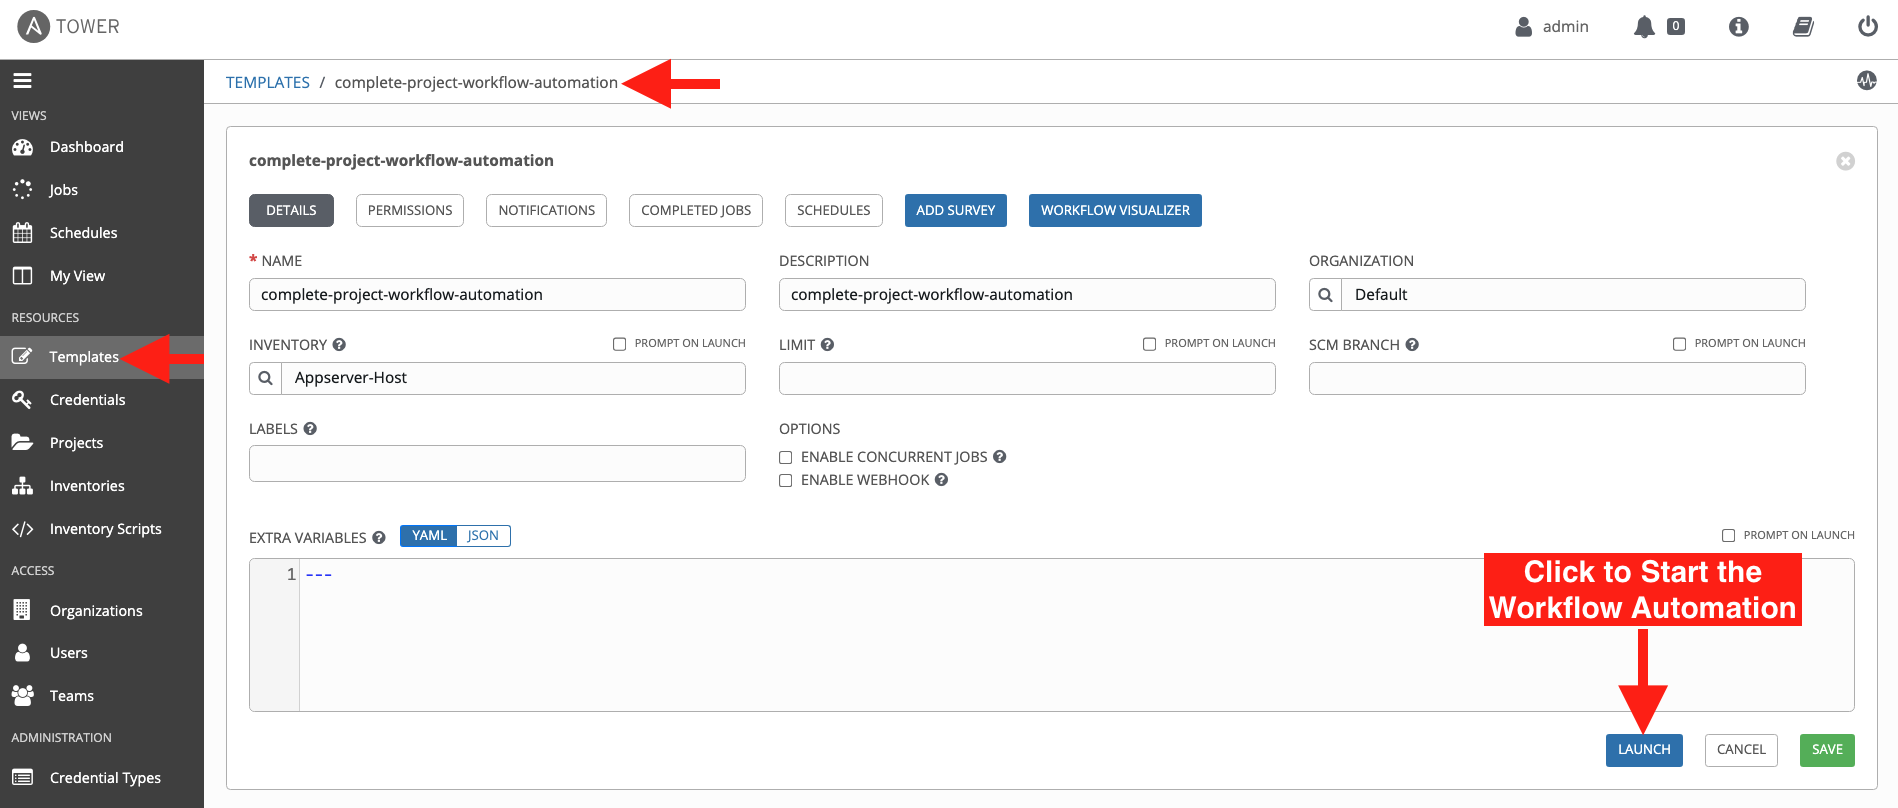 TOWER
admin
0
TEMPLATES / complete-project-workflow-automation
VIEWS
Dashboard
Jobs
Schedules
My View
RESOURCES
Templates
Credentials
Projects
Inventories
Inventory Scripts
ACCESS
Organizations
Users
Teams
ADMINISTRATION
Credential Types
complete-project-workflow-automation
DETAILS PERMISSIONS NOTIFICATIONS COMPLETED JOBS SCHEDULES ADD SURVEY WORKFLOW VISUALIZER
* NAME
complete-project-workflow-automation
DESCRIPTION
complete-project-workflow-automation
ORGANIZATION
Default
INVENTORY ? PROMPT ON LAUNCH
Appserver-Host
LIMIT ? PROMPT ON LAUNCH
SCM BRANCH ? PROMPT ON LAUNCH
LABELS ?
OPTIONS
ENABLE CONCURRENT JOBS ?
ENABLE WEBHOOK ?
EXTRA VARIABLES ? YAML JSON PROMPT ON LAUNCH
1 ---
Click to Start the
Workflow Automation
LAUNCH CANCEL SAVE